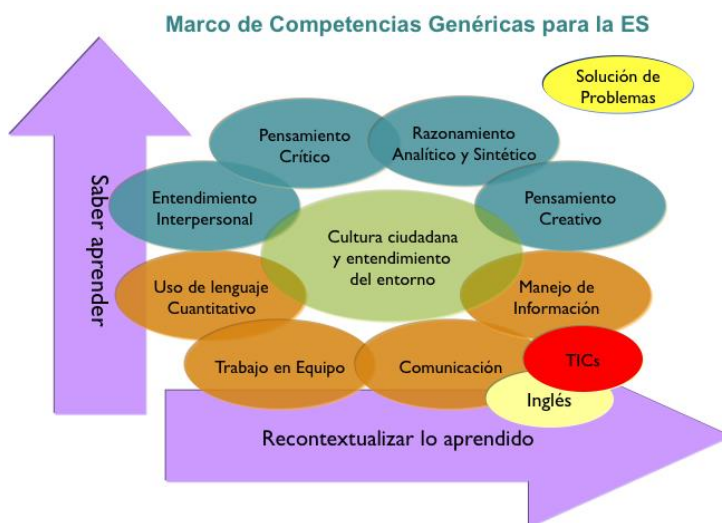 Marco de Competencias Genéricas para la ES
Solución de
Problemas
Pensamiento
Crítico
Razonamiento
Analítico y Sintético
Entendimiento
Interpersonal
Pensamiento
Creativo
Cultura ciudadana
y entendimiento
del entorno
Saber aprender
Uso de lenguaje
Cuantitativo
Manejo de
Información
Trabajo en Equipo
Comunicación
TICs
Inglés
Recontextualizar lo aprendido